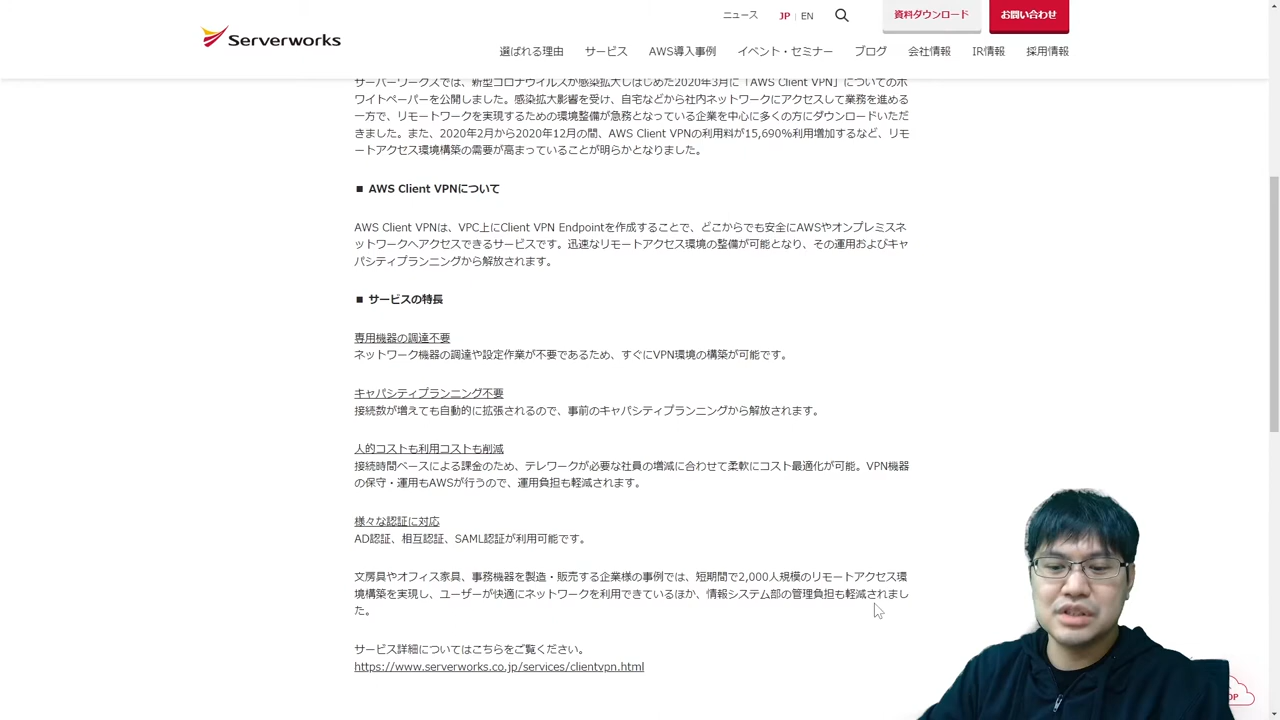 ニュース
JP | EN
資料ダウンロード
お問い合わせ
Serverworks
選ばれる理由 サービス AWS導入事例 イベント・セミナー ブログ 会社情報 IR情報 採用情報
サーバーワークスでは、新型コロナウイルスが感染拡大しはじめた2020年3月に「AWS Client VPN」についてのホ
ワイトペーパーを公開しました。感染拡大影響を受け、自宅などから社内ネットワークにアクセスして業務を進める
一方で、リモートワークを実現するための環境整備が急務となっている企業を中心に多くの方にダウンロードいただ
きました。また、2020年2月から2020年12月の間、AWS Client VPNの利用料が15,690%利用増加するなど、リモ
ートアクセス環境構築の需要が高まっていることが明らかとなりました。
■ AWS Client VPNについて
AWS Client VPNは、VPC上にClient VPN Endpointを作成することで、どこからでも安全にAWSやオンプレミスネ
ットワークへアクセスできるサービスです。迅速なリモートアクセス環境の整備が可能となり、その運用およびキャ
パシティプランニングから解放されます。
■ サービスの特長
専用機器の調達不要
ネットワーク機器の調達や設定作業が不要であるため、すぐにVPN環境の構築が可能です。
キャパシティプランニング不要
接続数が増えても自動的に拡張されるので、事前のキャパシティプランニングから解放されます。
人的コストも利用コストも削減
接続時間ベースによる課金のため、テレワークが必要な社員の増減に合わせて柔軟にコスト最適化が可能。VPN機器
の保守・運用もAWSが行うので、運用負担も軽減されます。
様々な認証に対応
AD認証、相互認証、SAML認証が利用可能です。
文房具やオフィス家具、事務機器を製造・販売する企業様の事例では、短期間で2,000人規模のリモートアクセス環
境構築を実現し、ユーザーが快適にネットワークを利用できているほか、情報システム部の管理負担も軽減されまし
た。
サービス詳細についてはこちらをご覧ください。
https://www.serverworks.co.jp/services/clientvpn.html